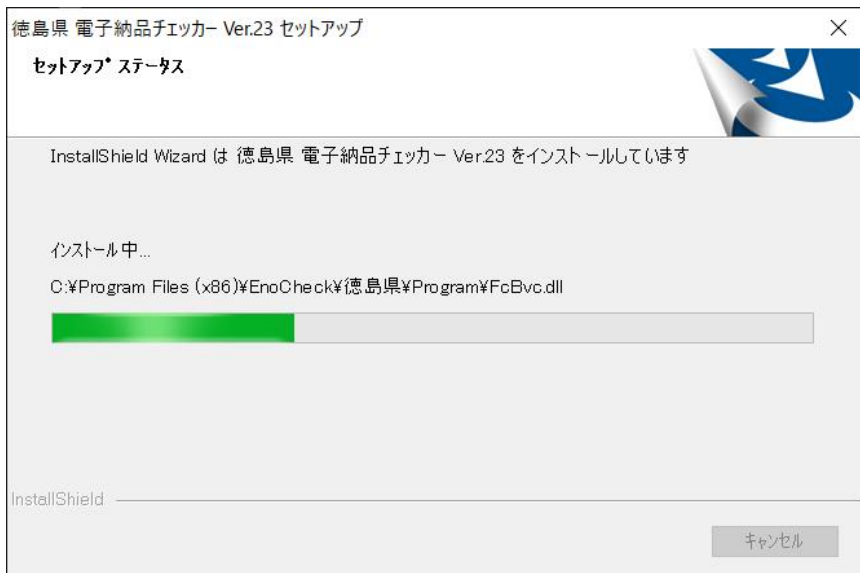 徳島県 電子納品チェッカー Ver.23 セットアップ
セットアップ ステータス
InstallShield Wizard は 徳島県 電子納品チェッカー Ver.23 をインストールしています
インストール中...
C:¥Program Files (x86)¥EnoCheck¥徳島県¥Program¥FcBvc.dll
InstallShield
キャンセル